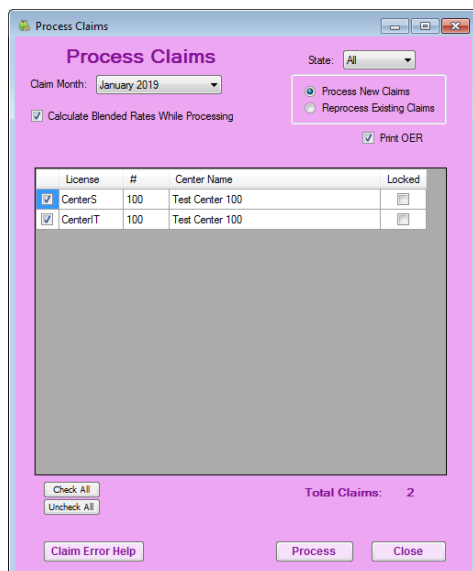 Process Claims
Process Claims
State: All
Claim Month: January 2019
Process New Claims
Reprocess Existing Claims
Calculate Blended Rates While Processing
Print OER
License # Center Name Locked
CenterS 100 Test Center 100
CenterIT 100 Test Center 100
Check All
Uncheck All
Total Claims: 2
Claim Error Help Process Close